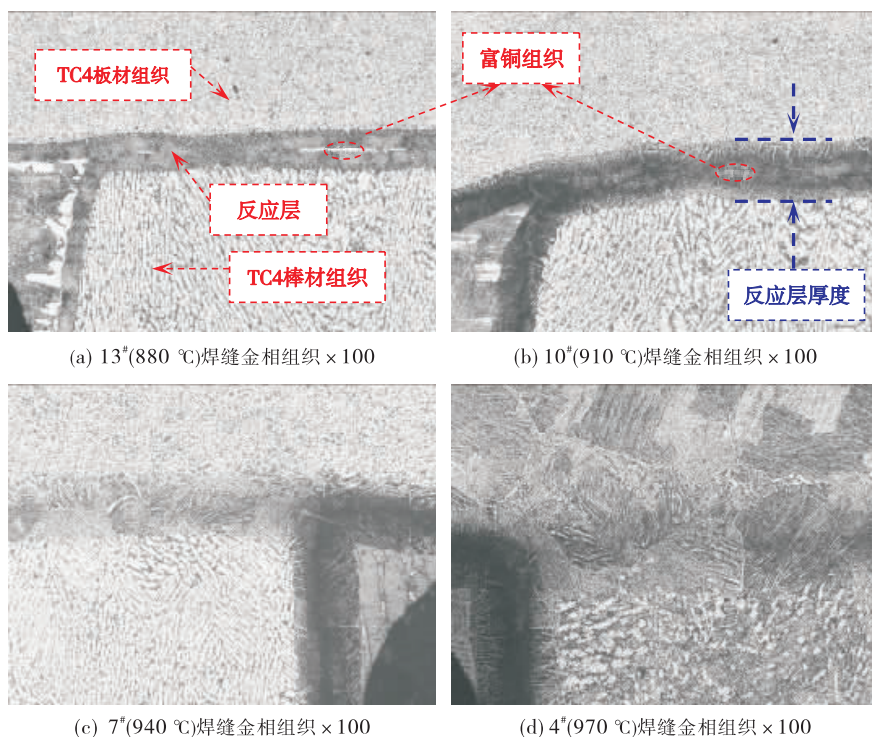 TC4板材组织
富铜组织
反应层
TC4棒材组织
反应层厚度
(a) 13#(880 ℃)焊缝金相组织×100
(b) 10#(910 ℃)焊缝金相组织×100
(c) 7#(940 ℃)焊缝金相组织×100
(d) 4#(970 ℃)焊缝金相组织×100